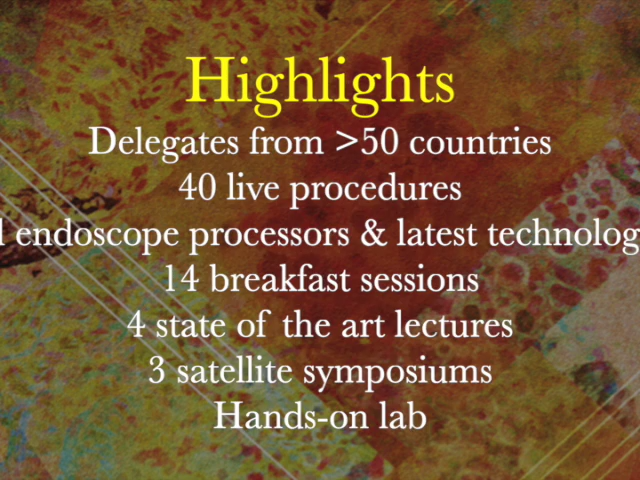 Highlights
Delegates from >50 countries
40 live procedures
endoscope processors & latest technolog
14 breakfast sessions
4 state of the art lectures
3 satellite symposiums
Hands-on lab